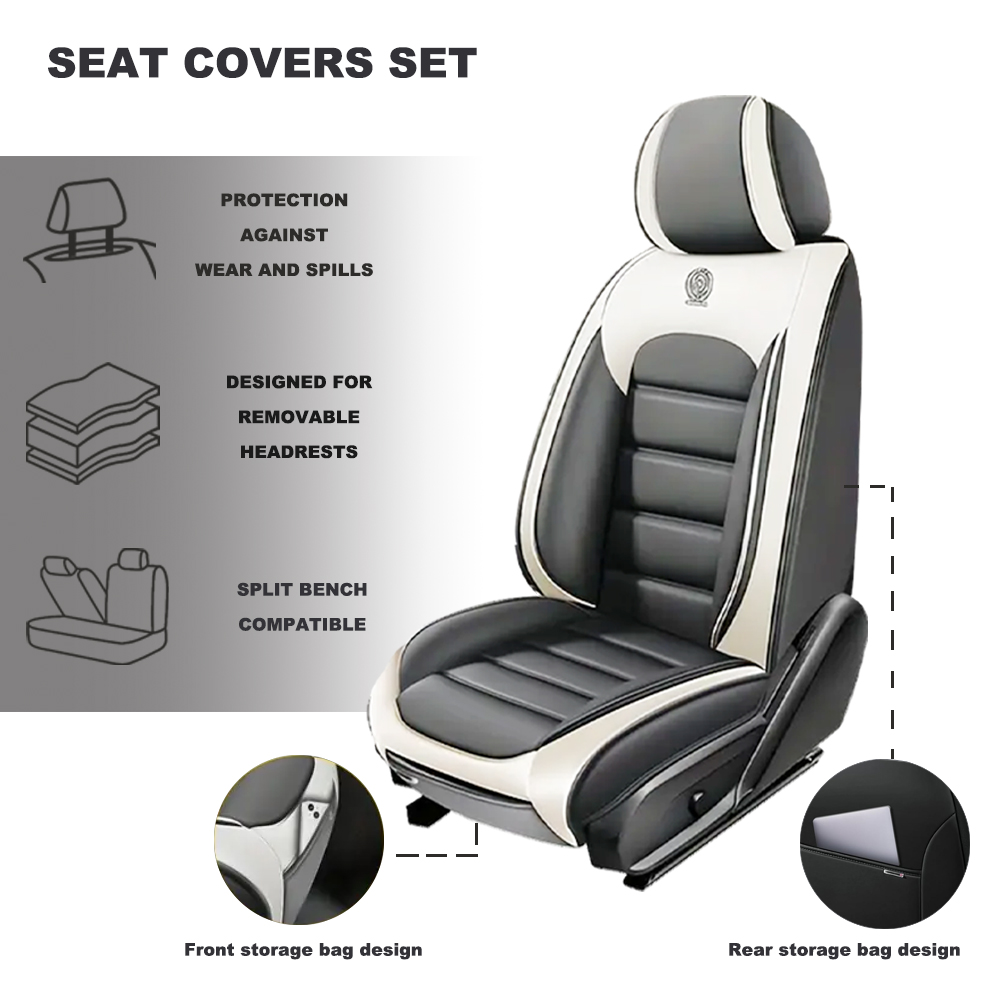 SEAT COVERS SET
PROTECTION
AGAINST
WEAR AND SPILLS
DESIGNED FOR
REMOVABLE
HEADRESTS
SPLIT BENCH
COMPATIBLE
Front storage bag design
Rear storage bag design